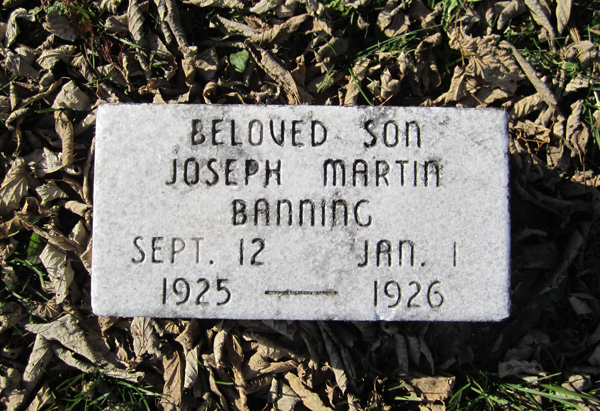 BELOVED SON
JOSEPH MARTIN
BANNING
SEPT. 12 JAN. 1
1925 — 1926